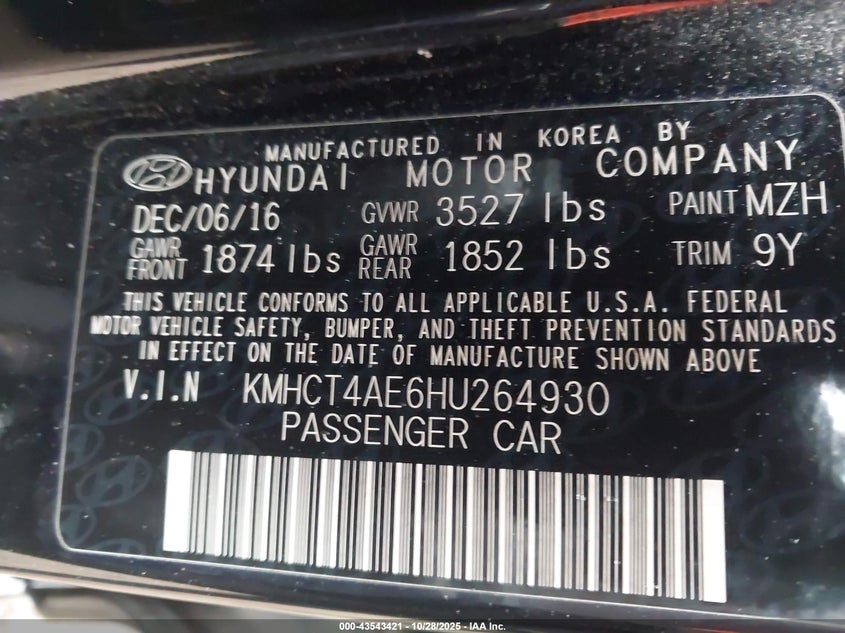 MANUFACTURED IN KOREA BY
HYUNDAI MOTOR COMPANY
DEC/06/16 GVWR 3527 lbs PAINT MZH
GAWR FRONT 1874 lbs GAWR REAR 1852 lbs TRIM 9Y
THIS VEHICLE CONFORMS TO ALL APPLICABLE U.S.A. FEDERAL
MOTOR VEHICLE SAFETY, BUMPER, AND THEFT PREVENTION STANDARDS
IN EFFECT ON THE DATE OF MANUFACTURE SHOWN ABOVE
V.I.N KMHCT4AE6HU264930
PASSENGER CAR
000-43543421 - 10/28/2025 - IAA Inc.